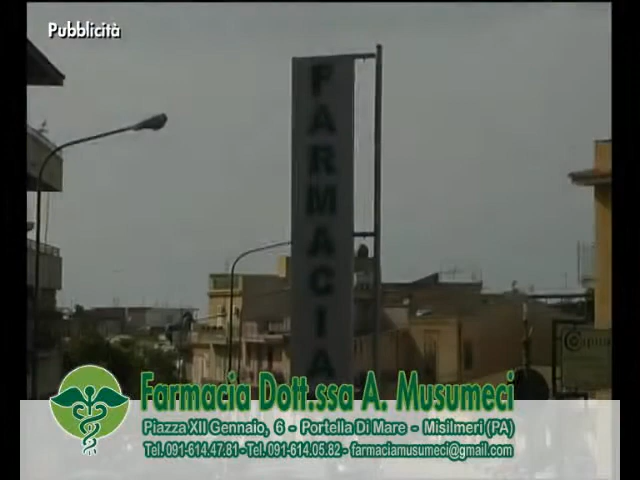 Pubblicità
FARMACIA
Farmacia Dott.ssa A. Musumeci
Piazza XII Gennaio, 6 - Portella Di Mare - Misilmeri (PA)
Tel. 091-614.47.81 - Tel. 091-614.05.82 - farmaciamusumeci@gmail.com